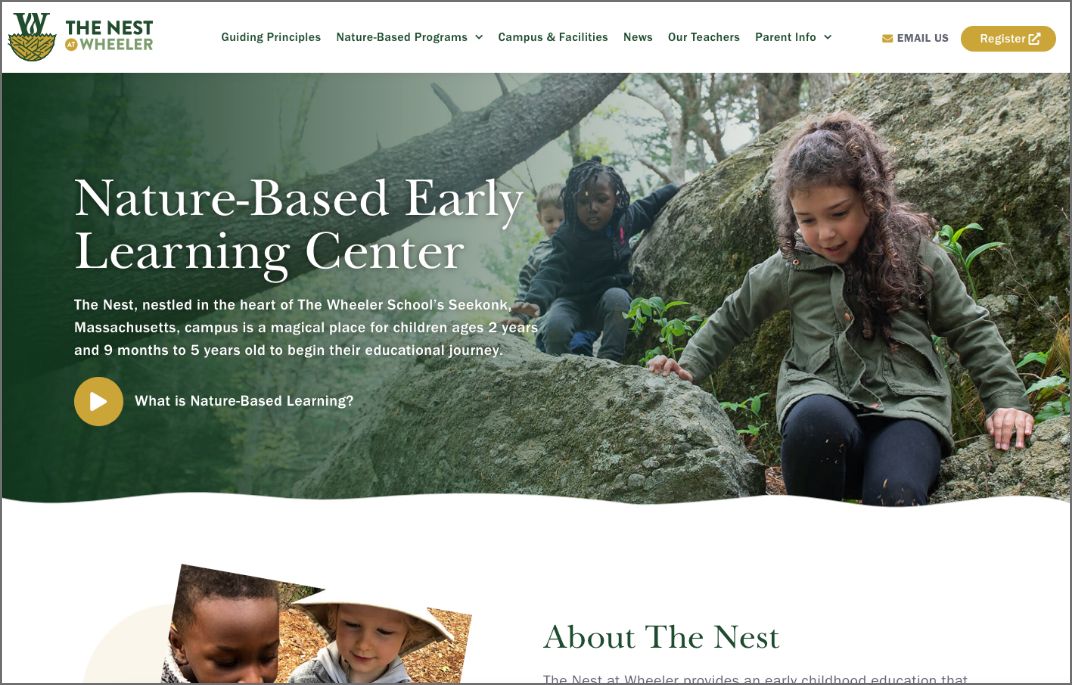 W
THE NEST
AT WHEELER
Guiding Principles Nature-Based Programs Campus & Facilities News Our Teachers Parent Info EMAIL US Register
Nature-Based Early
Learning Center
The Nest, nestled in the heart of The Wheeler School’s Seekonk,
Massachusetts, campus is a magical place for children ages 2 years
and 9 months to 5 years old to begin their educational journey.
What is Nature-Based Learning?
About The Nest
The Nest at Wheeler provides an early childhood education that